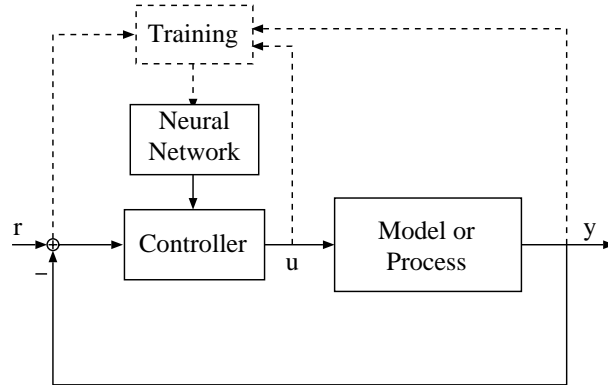 Training
Neural
Network
r
Controller
u
Model or
Process
y
−